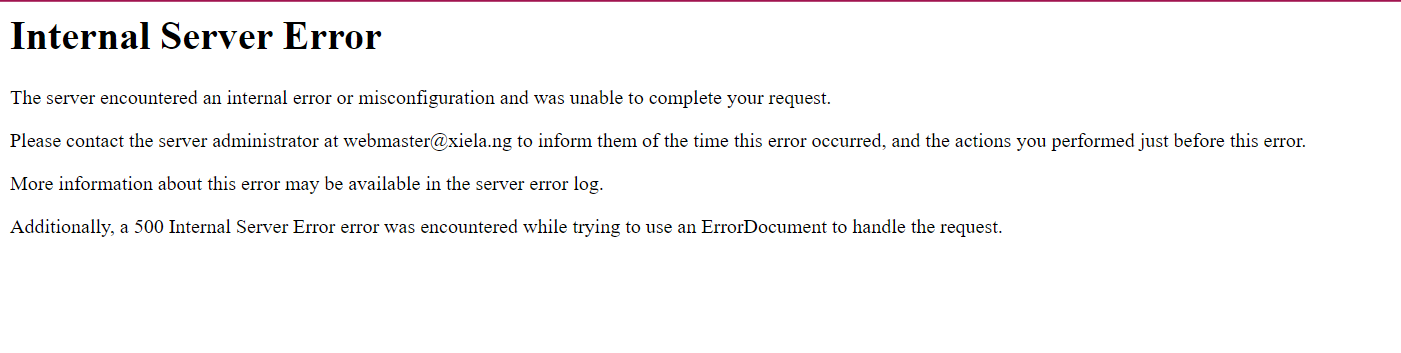 Internal Server Error
The server encountered an internal error or misconfiguration and was unable to complete your request.
Please contact the server administrator at webmaster@xiela.ng to inform them of the time this error occurred, and the actions you performed just before this error.
More information about this error may be available in the server error log.
Additionally, a 500 Internal Server Error error was encountered while trying to use an ErrorDocument to handle the request.